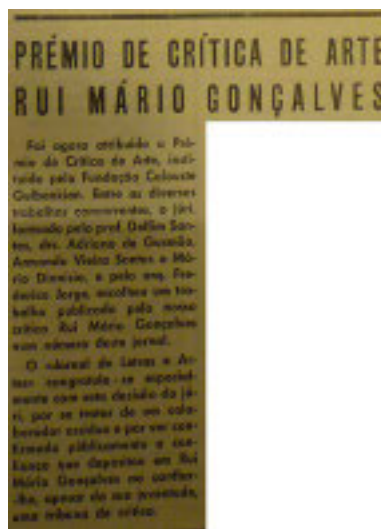 PRÉMIO DE CRÍTICA DE ARTE
RUI MÁRIO GONÇALVES
Foi agora atribuído o Pré-
mio da Crítica de Arte, insti-
tuído pela Fundação Calouste
Gulbenkian. Entre os diversos
trabalhos concorrentes, o júri,
formado pelo prof. Delfim San-
tos, drs. Adriano de Gusmão,
Armando Vieira Santos e Má-
rio Dionísio, e pelo arq. Fre-
derico Jorge, escolheu um tra-
balho publicado pelo nosso
crítico Rui Mário Gonçalves
num número deste jornal.
O «Jornal de Letras e Ar-
tes» congratula-se especial-
mente com esta decisão do jú-
ri, por se tratar de um cola-
borador assíduo e por ver con-
firmada públicamente a con-
fiança que depositou em Rui
Mário Gonçalves ao confiar-
-lhe, apesar da sua juventude,
uma tribuna de crítica.